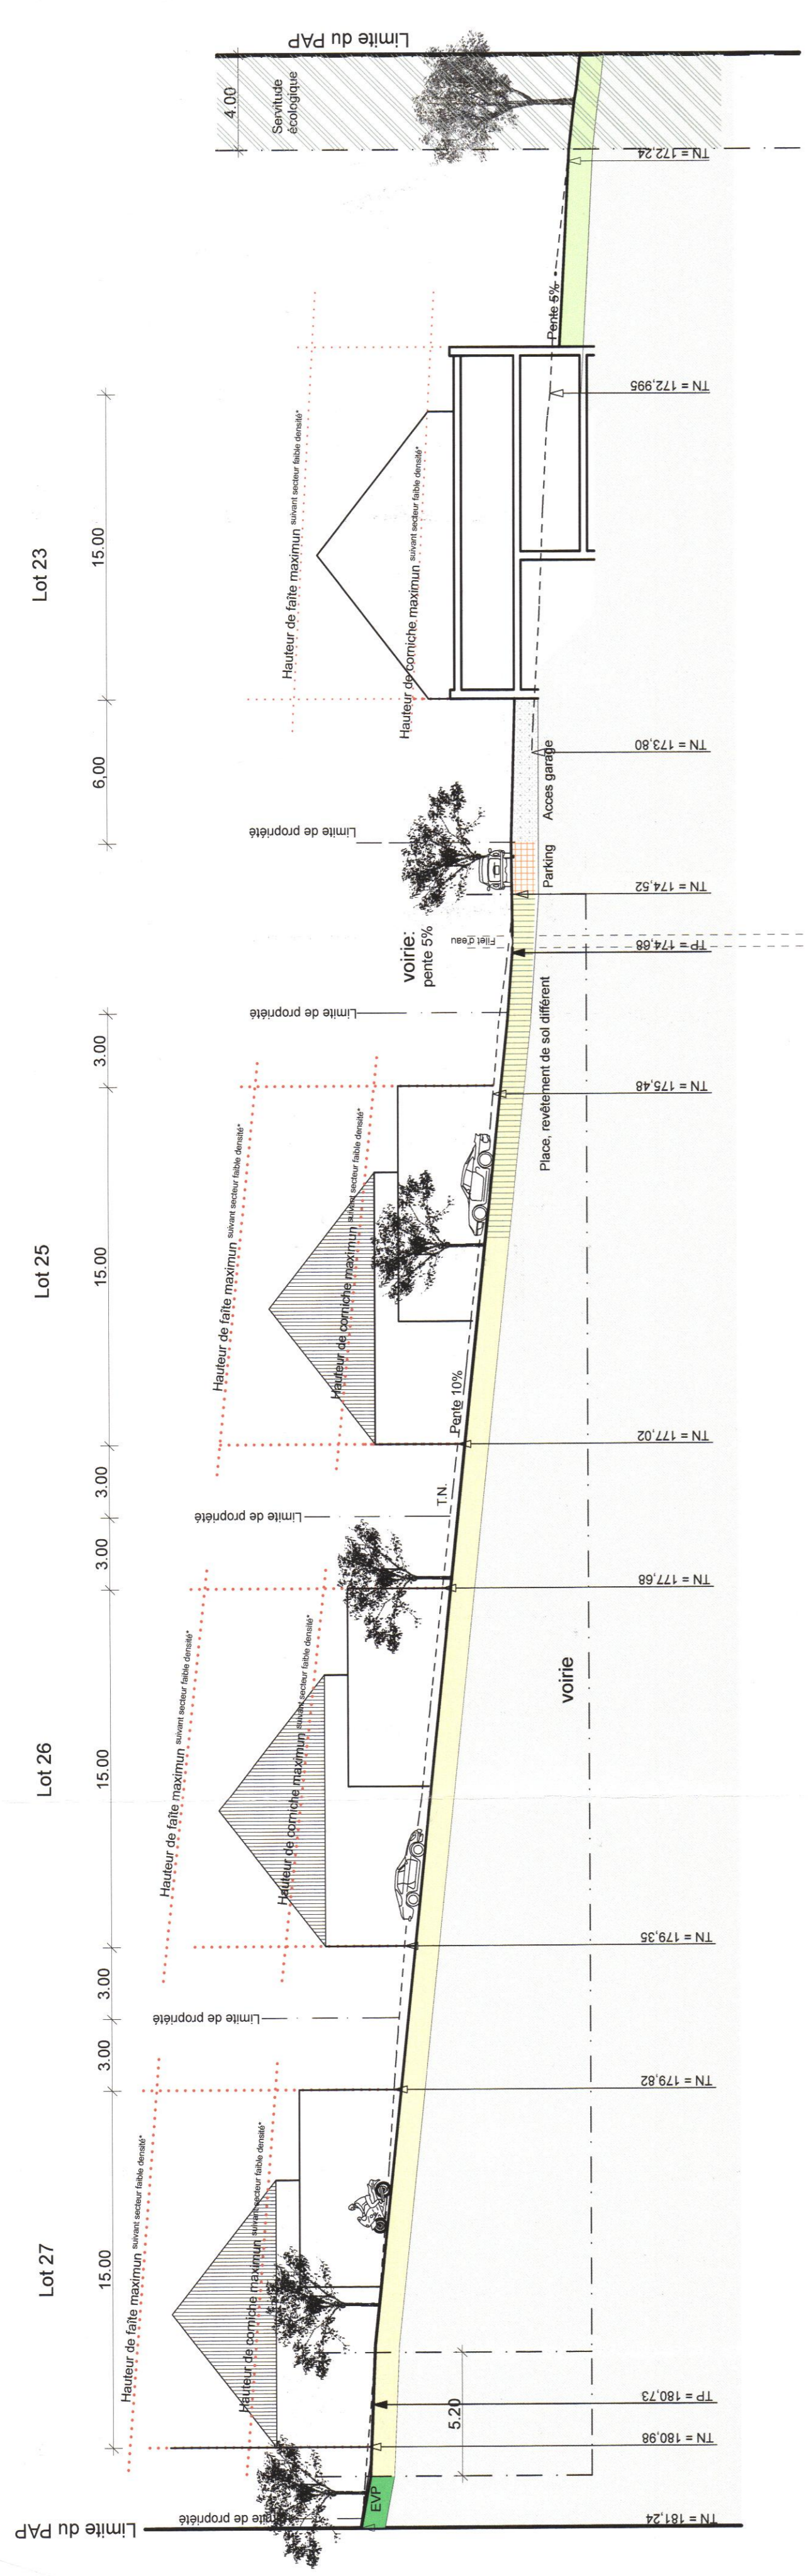 Limite du PAP
4.00
Servitude
écologique
TN = 172,24
Pente 5%
TN = 172,995
Lot 23
15.00
Hauteur de faîte maximun suivant secteur faible densité*
Hauteur de corniche maximun suivant secteur faible densité*
6,00
TN = 173,80
Acces garage
Limite de propriété
Parking
TN = 174,52
voirie:
pente 5%
Filet d'eau
TP = 174,68
Limite de propriété
3.00
Place, revêtement de sol différent
TN = 175,48
Lot 25
15.00
Hauteur de faîte maximun suivant secteur faible densité*
Hauteur de corniche maximun suivant secteur faible densité*
Pente 10%
TN = 177,02
3.00
T.N.
Limite de propriété
3.00
TN = 177,68
voirie
Lot 26
15.00
Hauteur de faîte maximun suivant secteur faible densité*
Hauteur de corniche maximun suivant secteur faible densité*
TN = 179,35
3.00
Limite de propriété
3.00
TN = 179,82
Lot 27
15.00
Hauteur de faîte maximun suivant secteur faible densité*
Hauteur de corniche maximun suivant secteur faible densité*
5.20
TP = 180,73
TN = 180,98
EVP
Limite de propriété
TN = 181,24
Limite du PAP